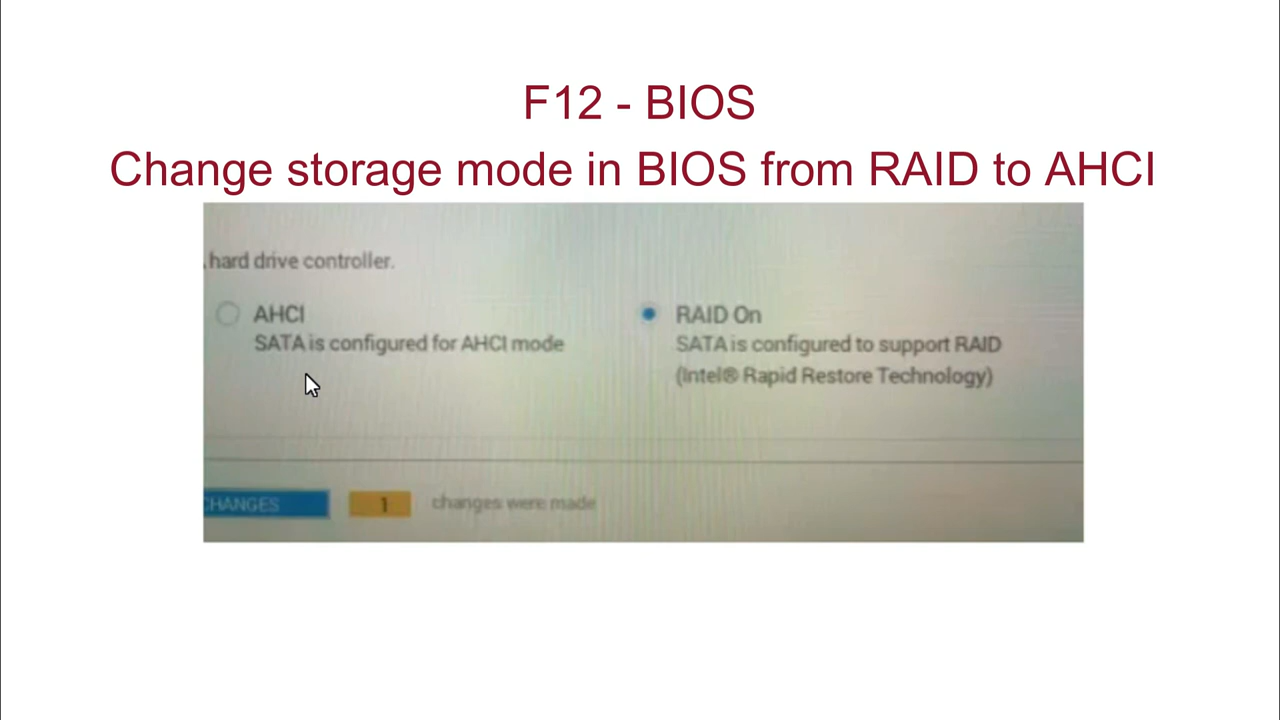 F12 - BIOS
Change storage mode in BIOS from RAID to AHCI
hard drive controller.
AHCI
SATA is configured for AHCI mode
RAID On
SATA is configured to support RAID
(Intel® Rapid Restore Technology)
CHANGES
1
changes were made